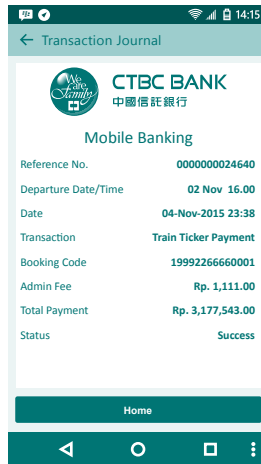 14:15
← Transaction Journal
We are Family
CTBC BANK
中國信託銀行
Mobile Banking
Reference No. 0000000024640
Departure Date/Time 02 Nov 16.00
Date 04-Nov-2015 23:38
Transaction Train Ticker Payment
Booking Code 19992266660001
Admin Fee Rp. 1,111.00
Total Payment Rp. 3,177,543.00
Status Success
Home